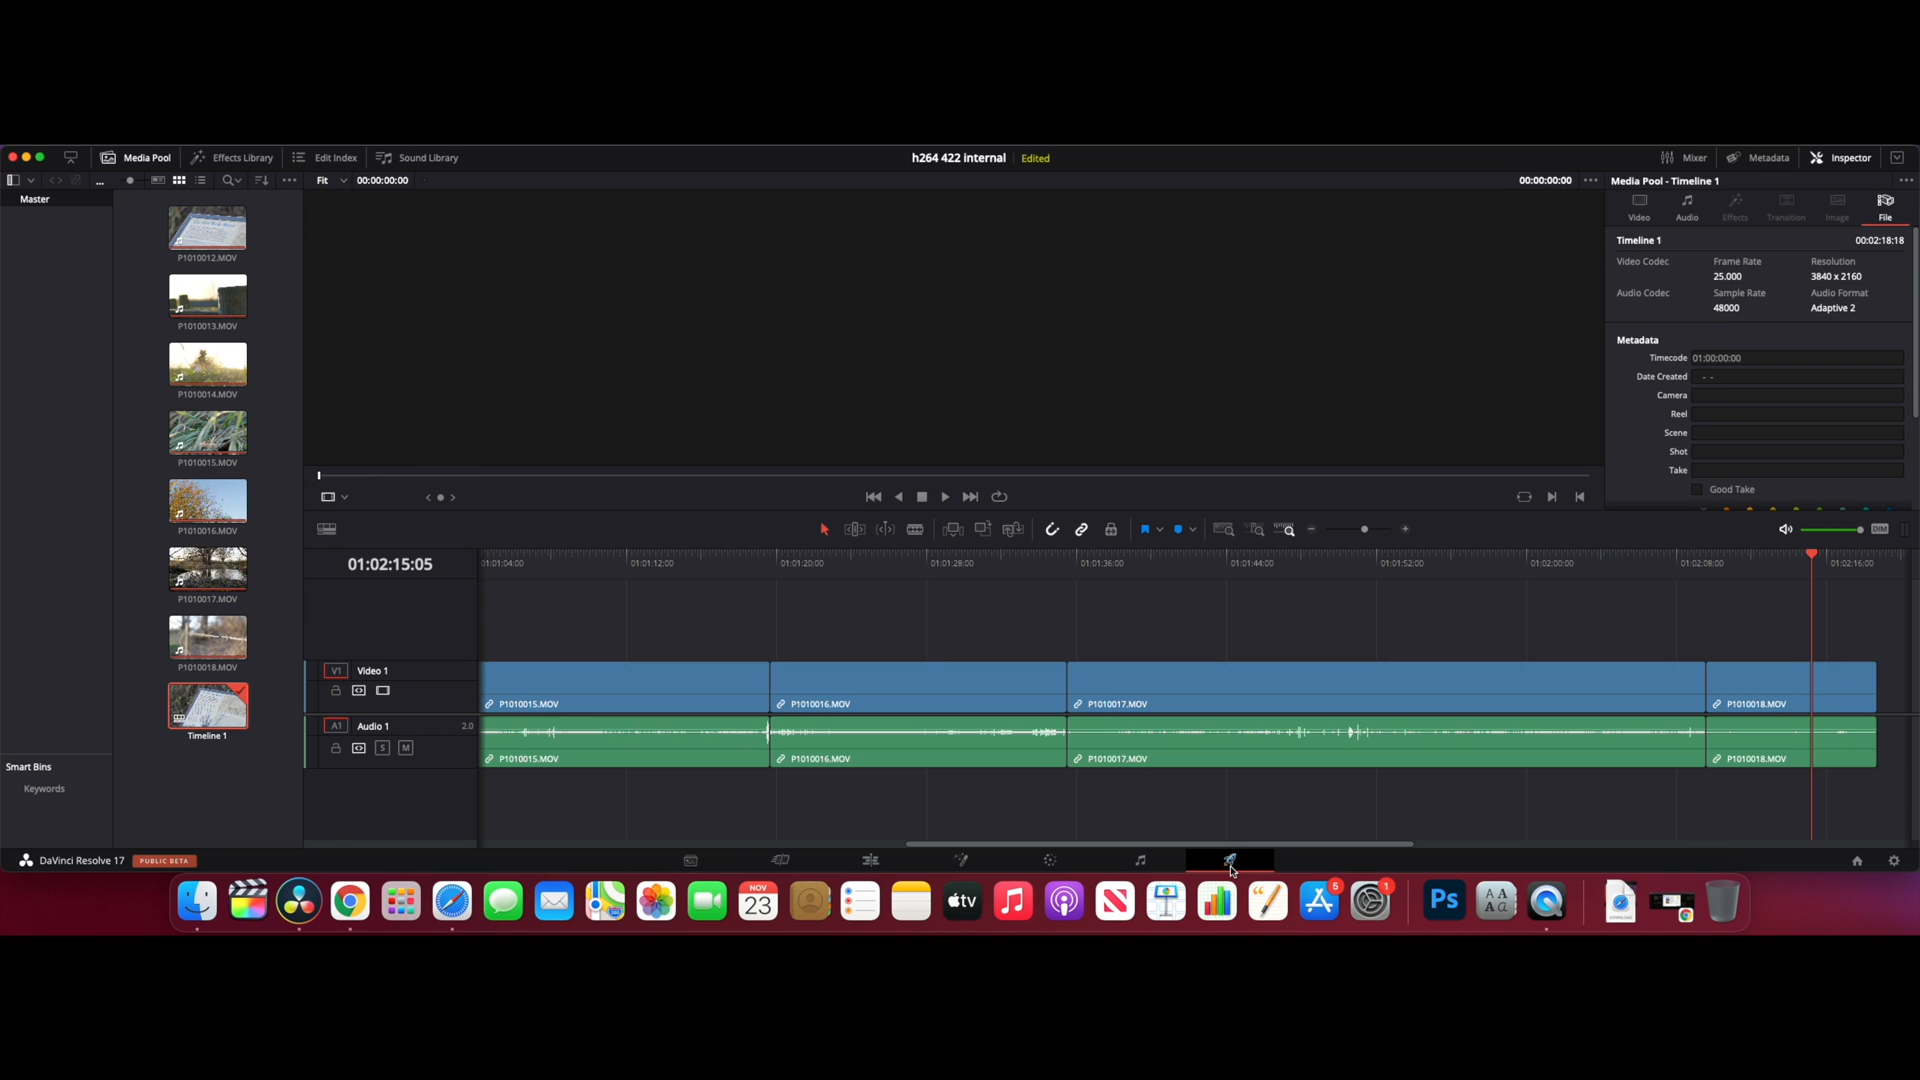 Media Pool Effects Library Edit Index Sound Library h264 422 internal Edited Mixer Metadata Inspector
Fit 00:00:00:00 00:00:00:00 Media Pool - Timeline 1
Master
Video Audio Effects Transition Image File
Timeline 1 00:02:18:18
Video Codec Frame Rate Resolution
25.000 3840 x 2160
Audio Codec Sample Rate Audio Format
48000 Adaptive 2
Metadata
Timecode 01:00:00:00
Date Created - -
Camera
Reel
Scene
Shot
Take
Good Take
P1010012.MOV
P1010013.MOV
P1010014.MOV
P1010015.MOV
P1010016.MOV
P1010017.MOV
P1010018.MOV
Timeline 1
Smart Bins
Keywords
DIM
01:02:15:05
01:01:04:00 01:01:12:00 01:01:20:00 01:01:28:00 01:01:36:00 01:01:44:00 01:01:52:00 01:02:00:00 01:02:08:00 01:02:16:00
V1 Video 1
P1010015.MOV P1010016.MOV P1010017.MOV P1010018.MOV
A1 Audio 1 2.0
S M
P1010015.MOV P1010016.MOV P1010017.MOV P1010018.MOV
DaVinci Resolve 17 PUBLIC BETA
NOV
23
tv
5
1
Ps
AA
AA